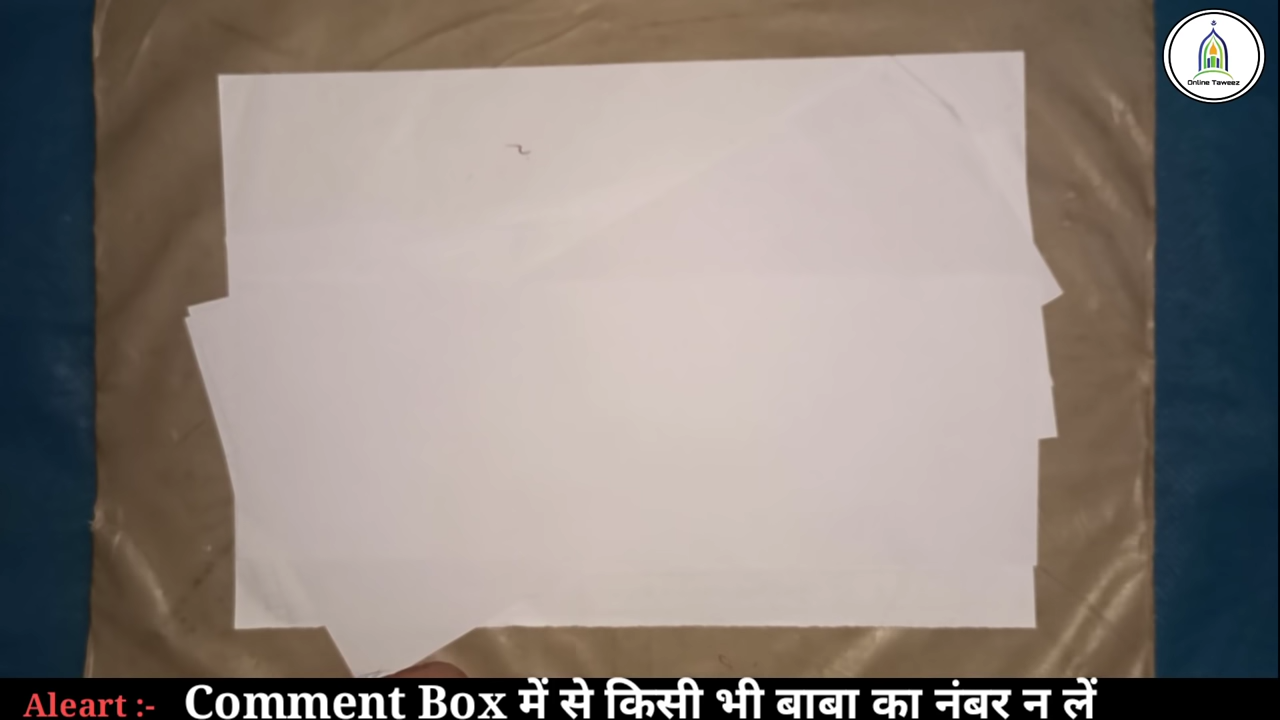 Online Taweez
Aleart :- Comment Box में से किसी भी बाबा का नंबर न लें